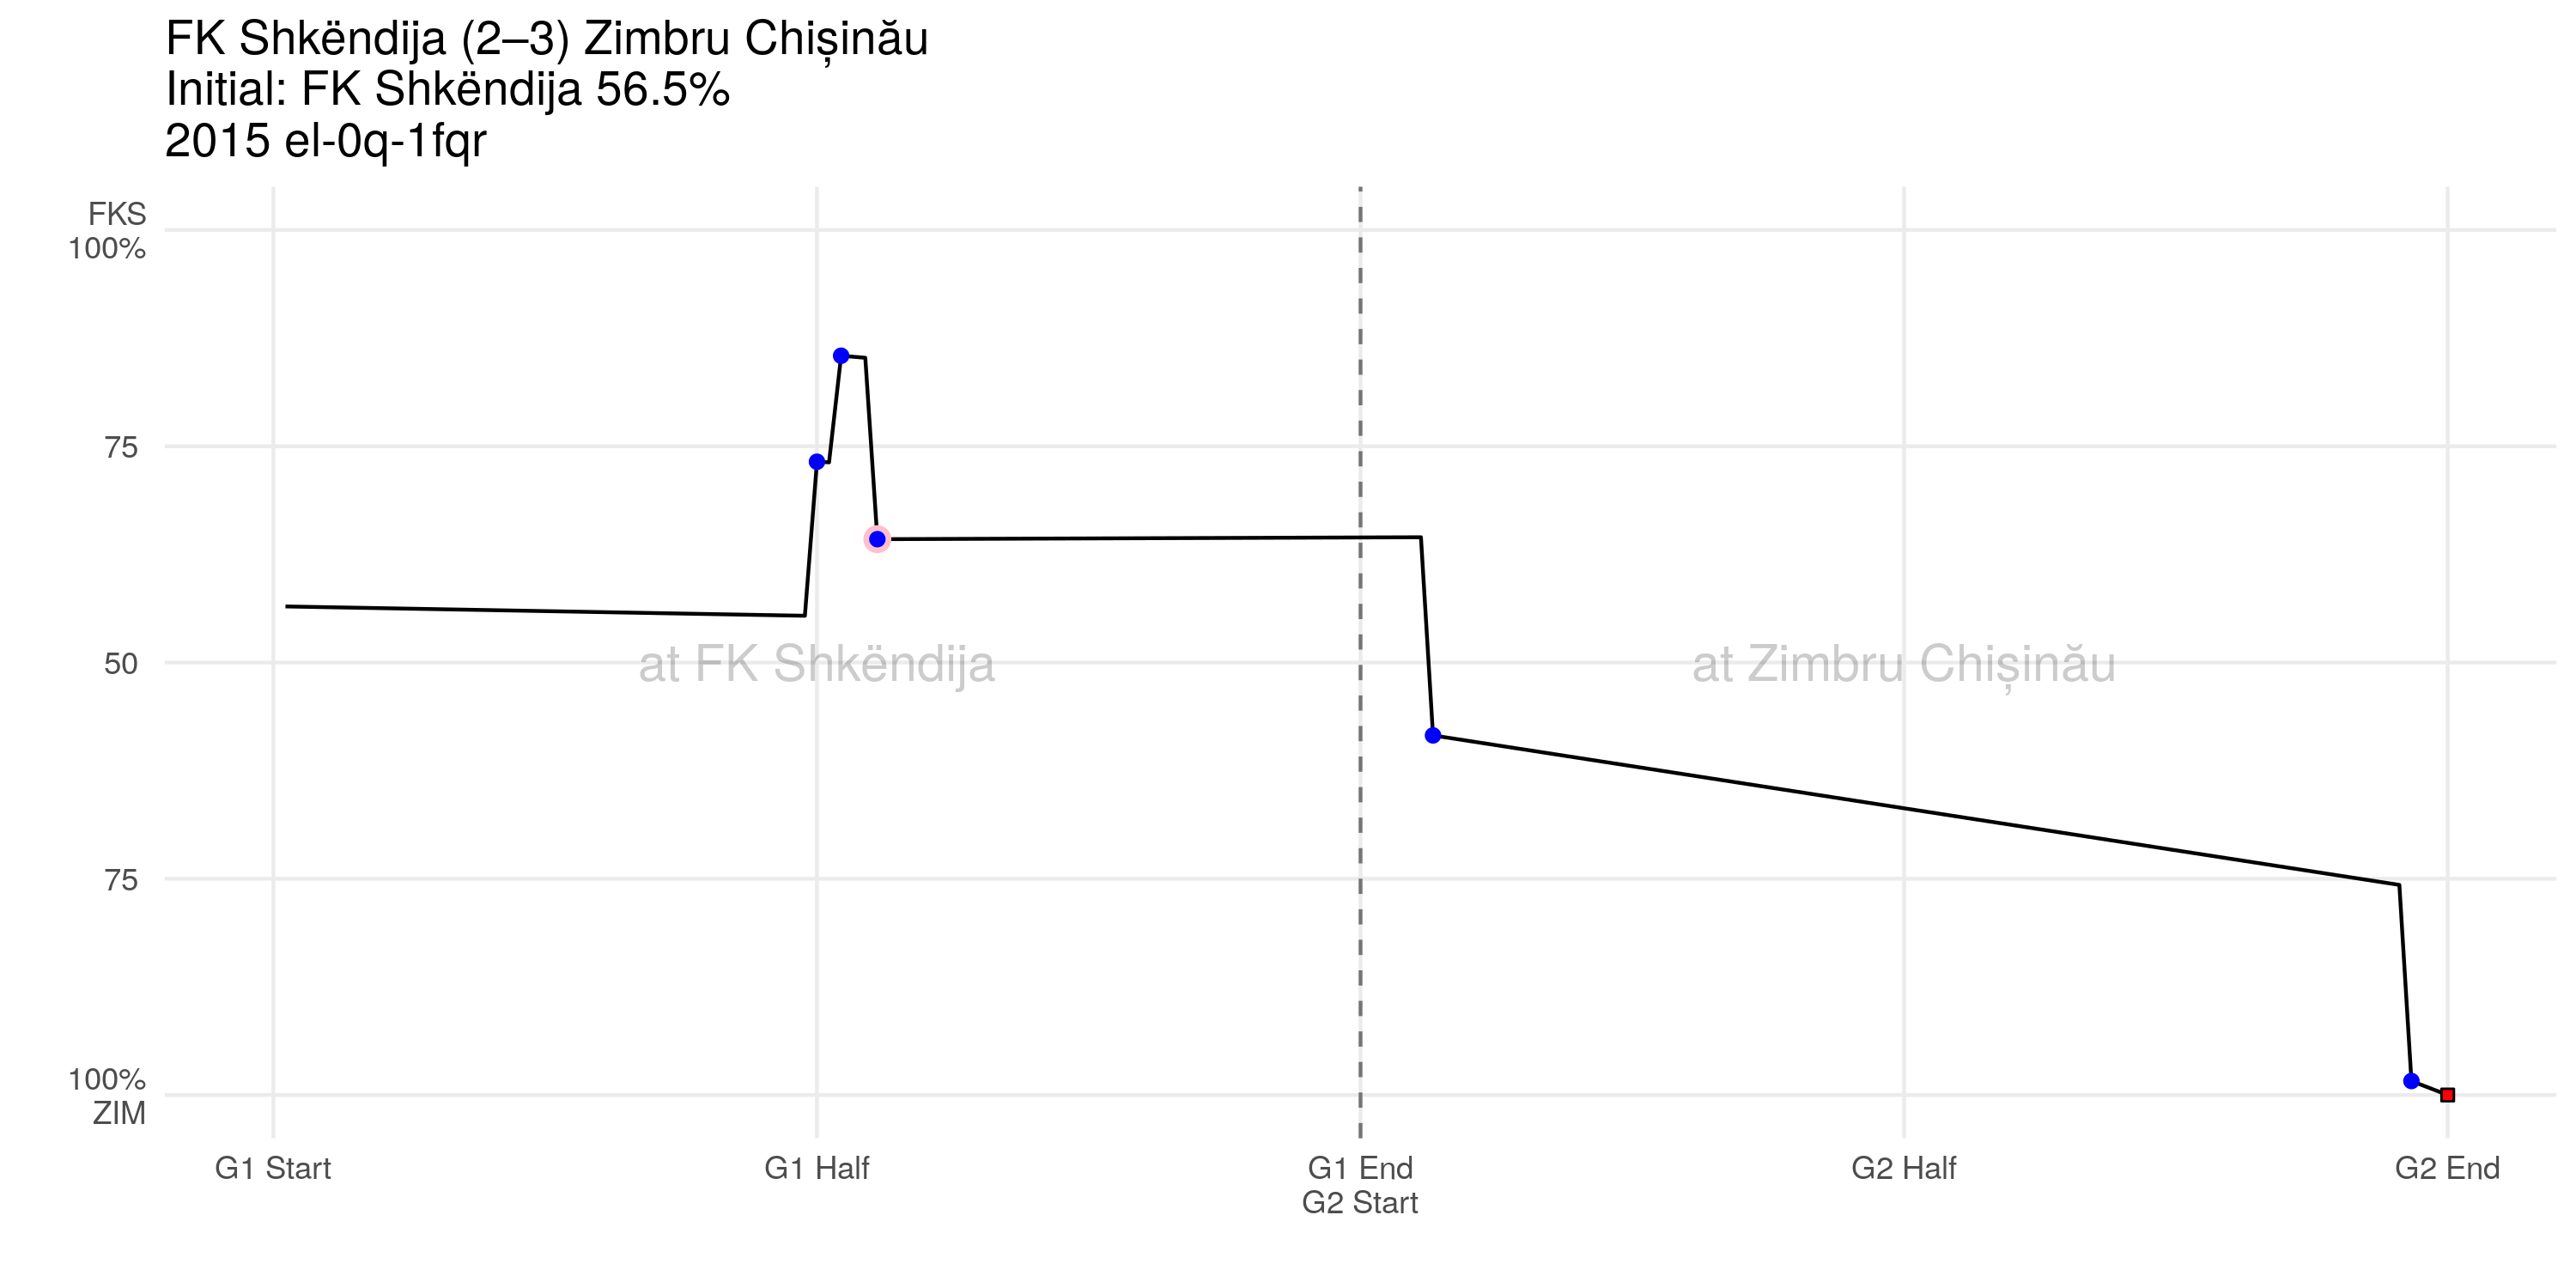 FK Shkëndija (2–3) Zimbru Chișinău
Initial: FK Shkëndija 56.5%
2015 el-0q-1fqr
FKS
100%
75
50
75
100%
ZIM
at FK Shkëndija
at Zimbru Chișinău
G1 Start
G1 Half
G1 End
G2 Start
G2 Half
G2 End